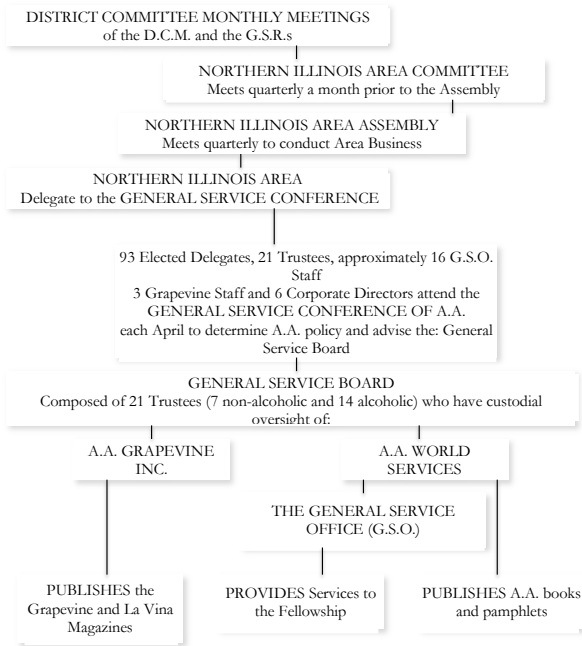 DISTRICT COMMITTEE MONTHLY MEETINGS
of the D.C.M. and the G.S.R.s
NORTHERN ILLINOIS AREA COMMITTEE
Meets quarterly a month prior to the Assembly
NORTHERN ILLINOIS AREA ASSEMBLY
Meets quarterly to conduct Area Business
NORTHERN ILLINOIS AREA
Delegate to the GENERAL SERVICE CONFERENCE
93 Elected Delegates, 21 Trustees, approximately 16 G.S.O.
Staff
3 Grapevine Staff and 6 Corporate Directors attend the
GENERAL SERVICE CONFERENCE OF A.A.
each April to determine A.A. policy and advise the: General
Service Board
GENERAL SERVICE BOARD
Composed of 21 Trustees (7 non-alcoholic and 14 alcoholic) who have custodial
oversight of:
A.A. GRAPEVINE
INC.
A.A. WORLD
SERVICES
THE GENERAL SERVICE
OFFICE (G.S.O.)
PUBLISHES the
Grapevine and La Vina
Magazines
PROVIDES Services to
the Fellowship
PUBLISHES A.A. books
and pamphlets